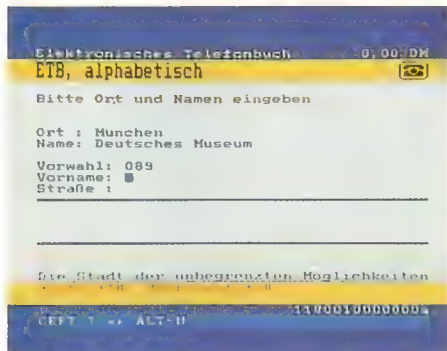 Elektronisches Telefonbuch 0,00 DM
ETB, alphabetisch
Bitte Ort und Namen eingeben
Ort : Munchen
Name: Deutsches Museum
Vorwahl: 089
Vorname:
Straße :
Die Stadt der unbegrenzten Moglichkeiten
CEPT ? => ALT-H